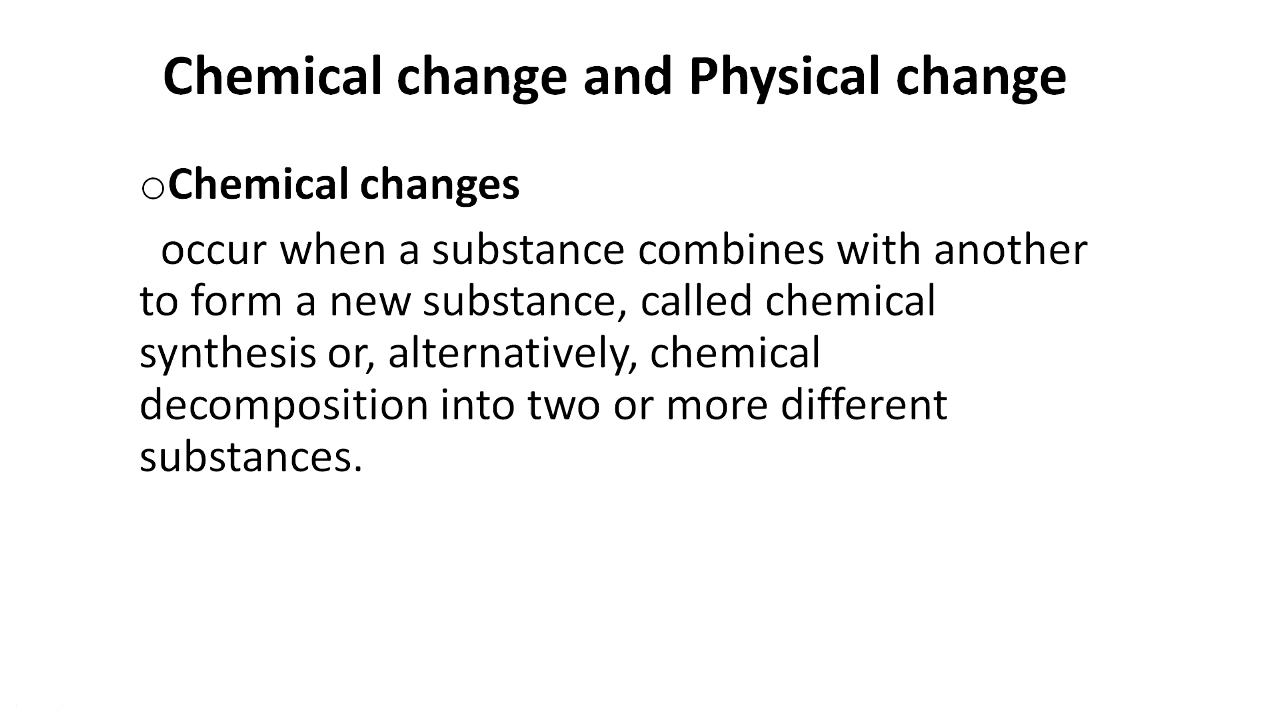 Chemical change and Physical change
○Chemical changes
occur when a substance combines with another
to form a new substance, called chemical
synthesis or, alternatively, chemical
decomposition into two or more different
substances.